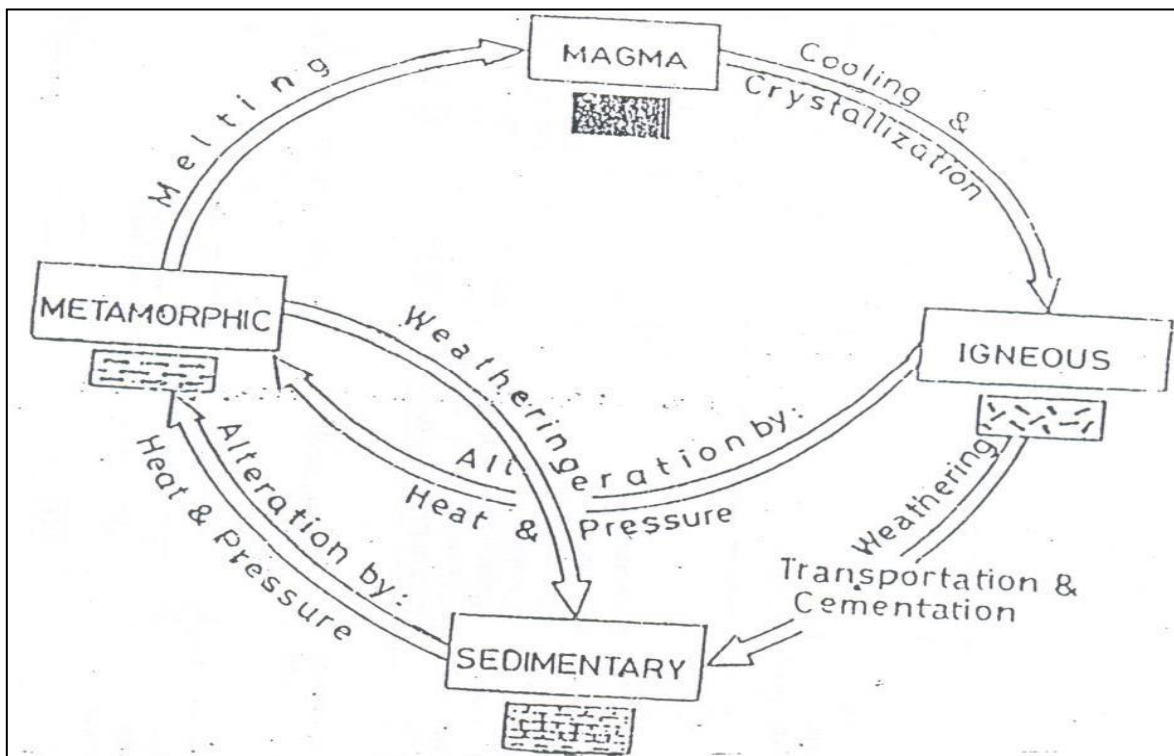 MAGMA
Cooling &
Crystallization
Melting
METAMORPHIC
IGNEOUS
Weathering
Alteration by:
Heat & Pressure
Weathering
Transportation &
Cementation
Alteration by:
Heat & Pressure
SEDIMENTARY